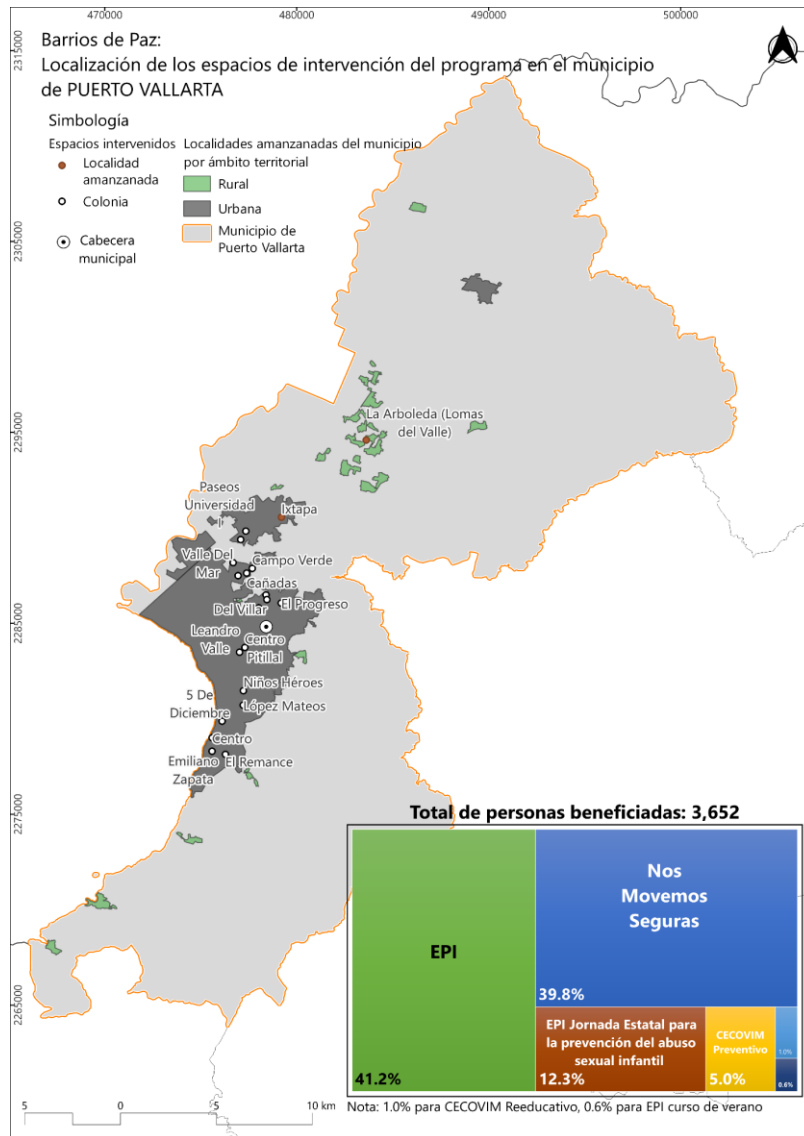 470000
480000
490000
500000
2315000
2305000
2295000
2285000
2275000
2265000
Barrios de Paz:
Localización de los espacios de intervención del programa en el municipio
de PUERTO VALLARTA
Simbología
Espacios intervenidos
Localidad
amanzanada
Colonia
Cabecera
municipal
Localidades amanzanadas del municipio
por ámbito territorial
Rural
Urbana
Municipio de
Puerto Vallarta
La Arboleda (Lomas
del Valle)
Paseos
Universidad
I
Ixtapa
Valle Del
Mar
Campo Verde
Cañadas
Del Villar
El Progreso
Leandro
Valle
Centro
Pitillal
Niños Héroes
5 De
Diciembre
López Mateos
Centro
Emiliano
Zapata
El Remance
Total de personas beneficiadas: 3,652
EPI
41.2%
Nos
Movemos
Seguras
39.8%
EPI Jornada Estatal para
la prevención del abuso
sexual infantil
12.3%
CECOVIM
Preventivo
5.0%
1.0%
0.6%
Nota: 1.0% para CECOVIM Reeducativo, 0.6% para EPI curso de verano
5 0 5 10 km